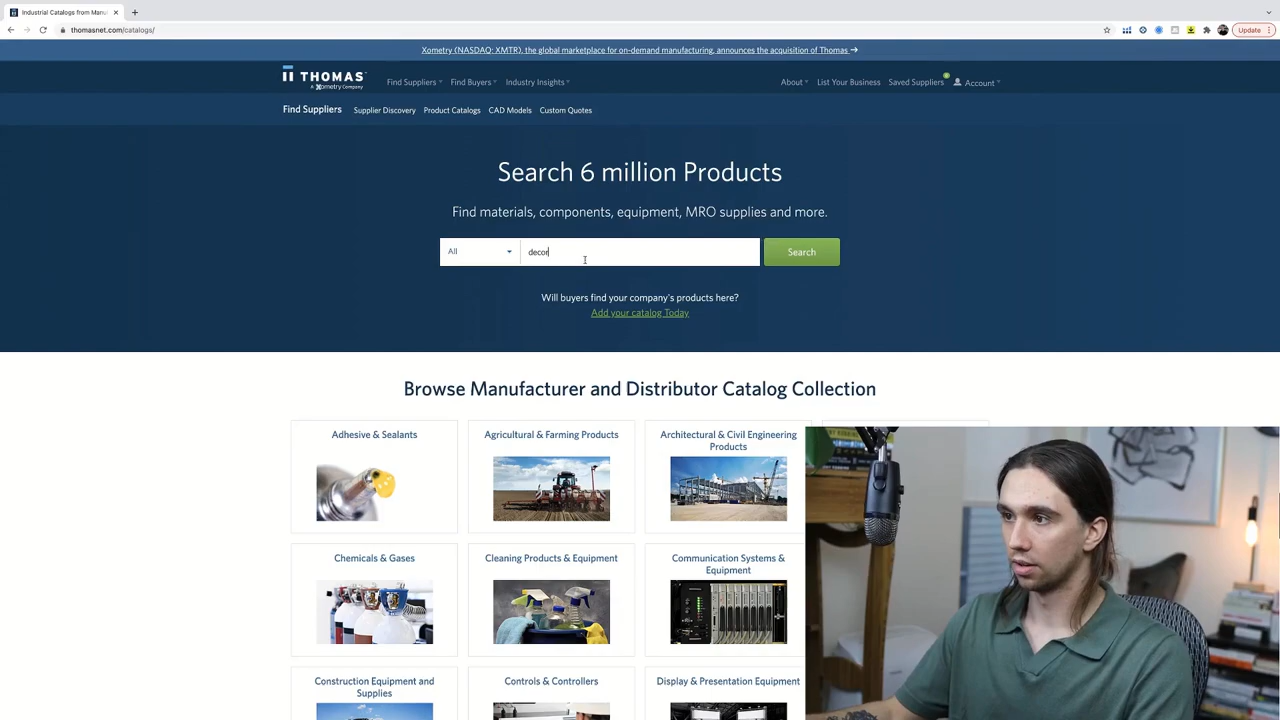 Industrial Catalogs from Manu
thomasnet.com/catalogs/
Update
Xometry (NASDAQ: XMTR), the global marketplace for on-demand manufacturing, announces the acquisition of Thomas
THOMAS
A Xometry Company
Find Suppliers
Find Buyers
Industry Insights
About
List Your Business
Saved Suppliers
0
Account
Find Suppliers
Supplier Discovery
Product Catalogs
CAD Models
Custom Quotes
Search 6 million Products
Find materials, components, equipment, MRO supplies and more.
All
decor
Search
Will buyers find your company's products here?
Add your catalog Today
Browse Manufacturer and Distributor Catalog Collection
Adhesive & Sealants
Agricultural & Farming Products
Architectural & Civil Engineering
Products
Chemicals & Gases
Cleaning Products & Equipment
Communication Systems &
Equipment
Construction Equipment and
Supplies
Controls & Controllers
Display & Presentation Equipment